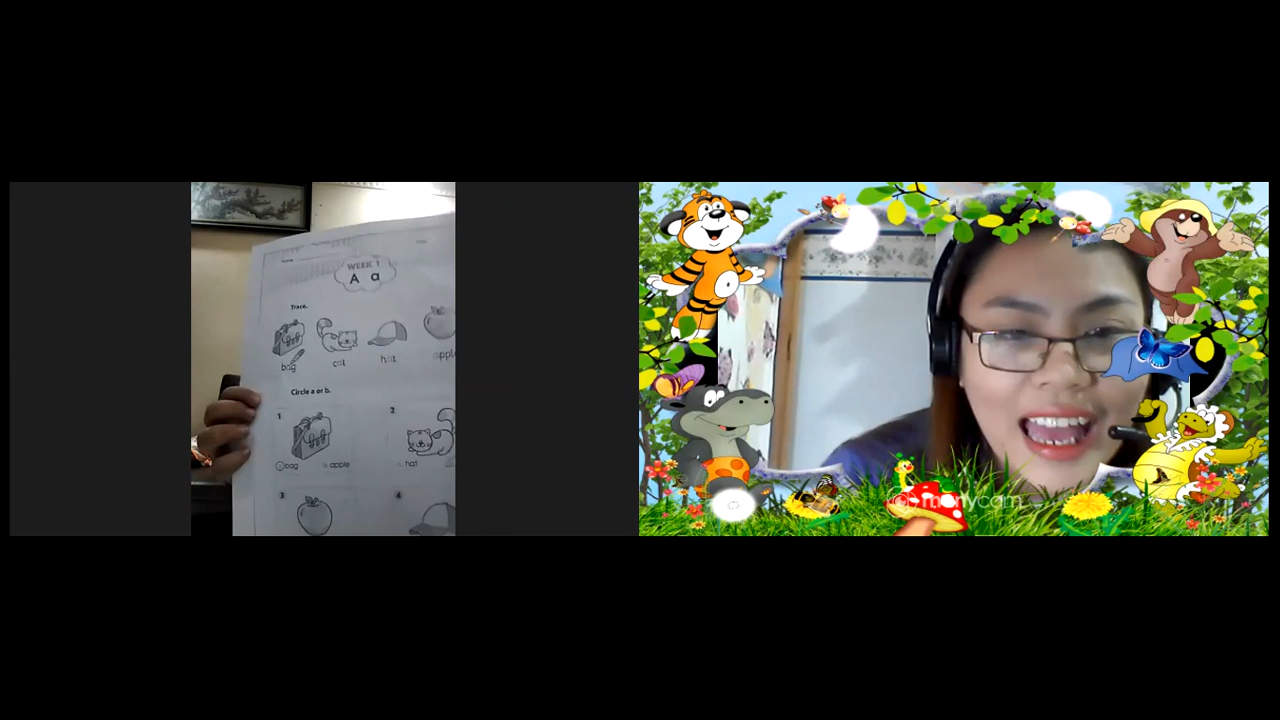 WEEK 1
A a
Trace.
bag cat hat apple
Circle a or b.
1 2
bag apple hat
3 4
manycam